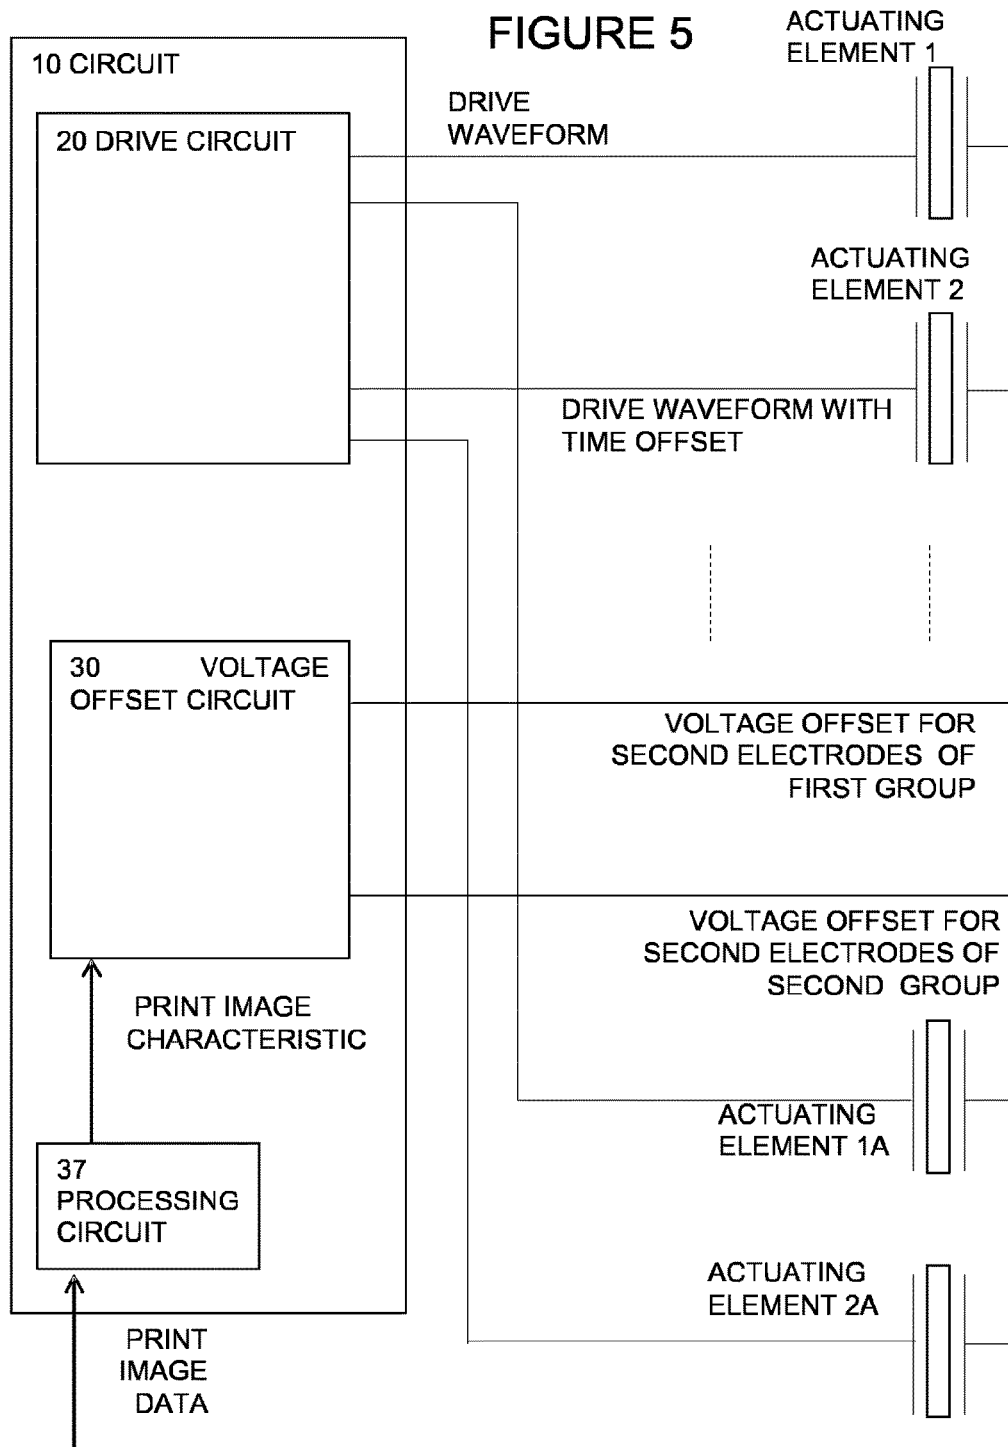 FIGURE 5
ACTUATING
ELEMENT 1
10 CIRCUIT
DRIVE
WAVEFORM
20 DRIVE CIRCUIT
ACTUATING
ELEMENT 2
DRIVE WAVEFORM WITH
TIME OFFSET
30 VOLTAGE
OFFSET CIRCUIT
VOLTAGE OFFSET FOR
SECOND ELECTRODES OF
FIRST GROUP
VOLTAGE OFFSET FOR
SECOND ELECTRODES OF
SECOND GROUP
PRINT IMAGE
CHARACTERISTIC
ACTUATING
ELEMENT 1A
37
PROCESSING
CIRCUIT
ACTUATING
ELEMENT 2A
PRINT
IMAGE
DATA